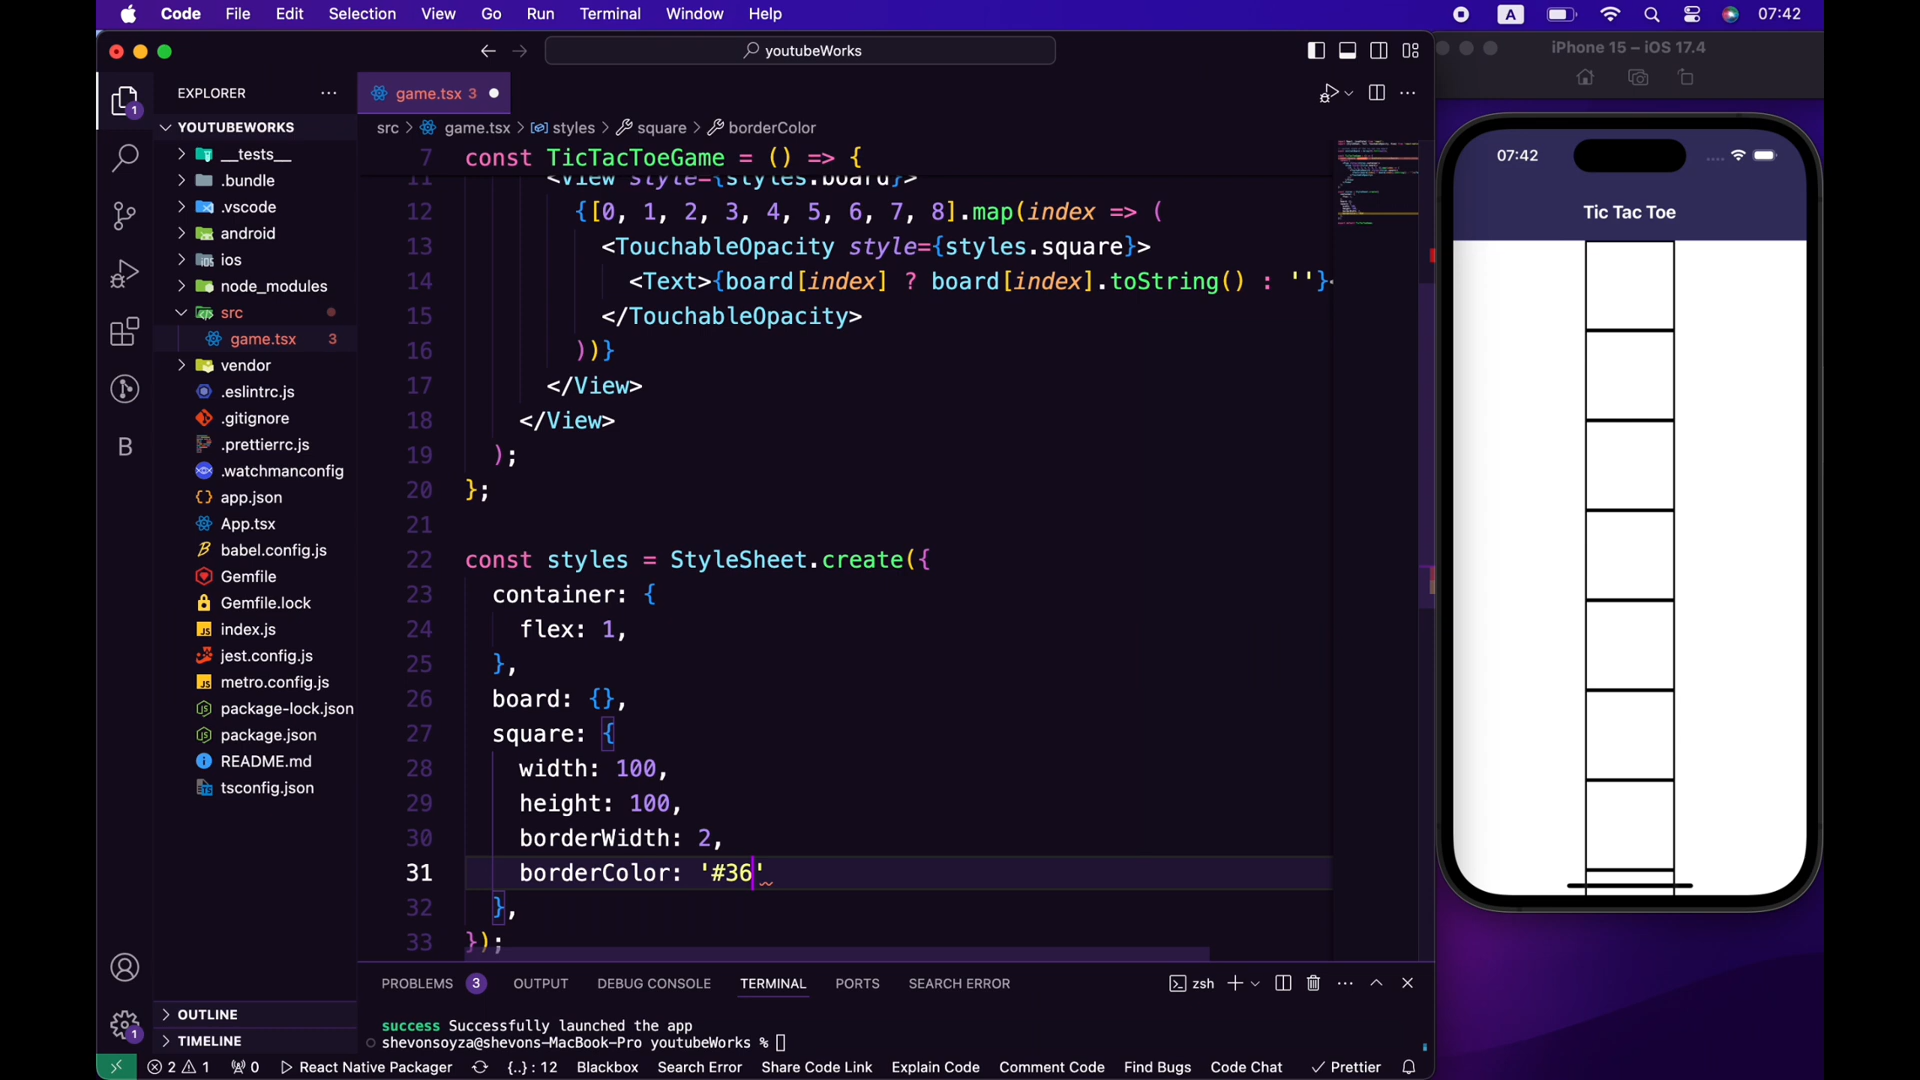 Code File Edit Selection View Go Run Terminal Window Help A 07:42
youtubeWorks
iPhone 15 – iOS 17.4
EXPLORER
game.tsx 3
YOUTUBEWORKS
src > game.tsx > styles > square > borderColor
__tests__
.bundle
.vscode
android
ios
node_modules
src
game.tsx 3
vendor
.eslintrc.js
.gitignore
.prettierrc.js
.watchmanconfig
app.json
App.tsx
babel.config.js
Gemfile
Gemfile.lock
index.js
jest.config.js
metro.config.js
package-lock.json
package.json
README.md
tsconfig.json
OUTLINE
TIMELINE
7 const TicTacToeGame = () => {
11 <View style={styles.board}>
12 {[0, 1, 2, 3, 4, 5, 6, 7, 8].map(index => (
13 <TouchableOpacity style={styles.square}>
14 <Text>{board[index] ? board[index].toString() : ''}<
15 </TouchableOpacity>
16 ))}
17 </View>
18 </View>
19 );
20 };
21
22 const styles = StyleSheet.create({
23 container: {
24 flex: 1,
25 },
26 board: {},
27 square: {
28 width: 100,
29 height: 100,
30 borderWidth: 2,
31 borderColor: '#36'
32 },
33 });
07:42
Tic Tac Toe
PROBLEMS 3 OUTPUT DEBUG CONSOLE TERMINAL PORTS SEARCH ERROR zsh
success Successfully launched the app
shevonsoyza@shevons-MacBook-Pro youtubeWorks %
2 1 0 React Native Packager {..} : 12 Blackbox Search Error Share Code Link Explain Code Comment Code Find Bugs Code Chat Prettier